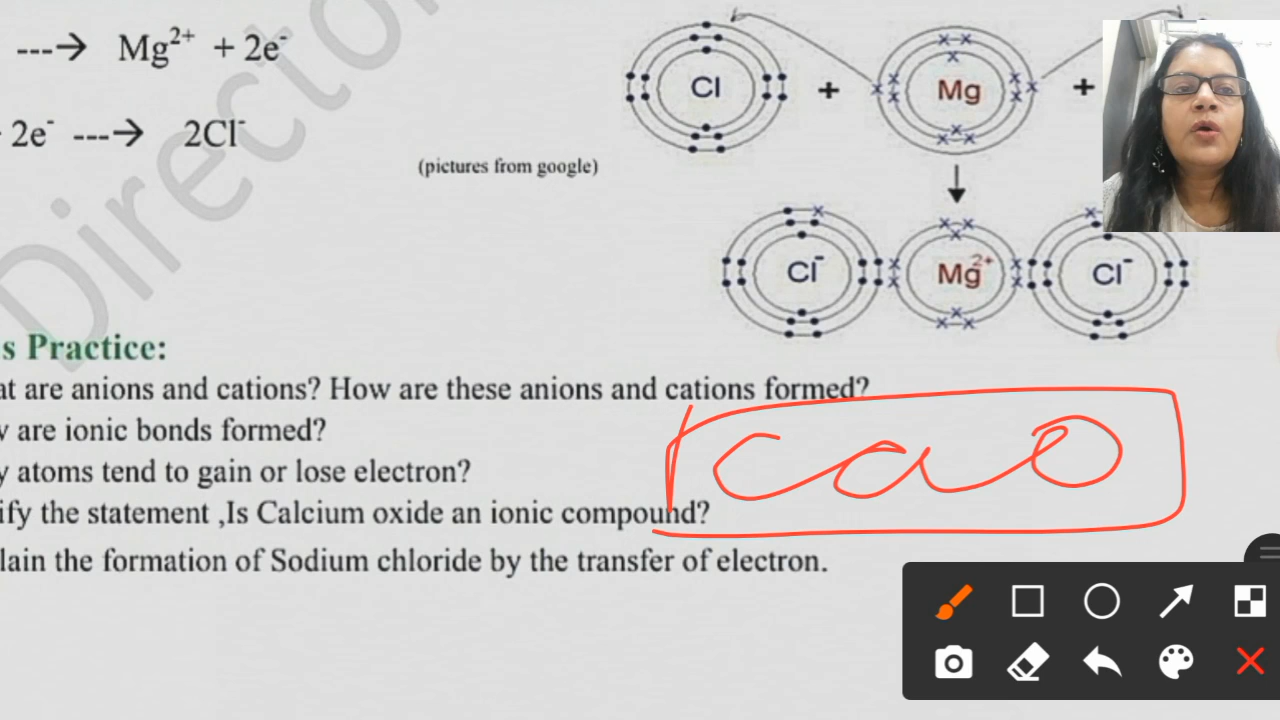 ---→ Mg²⁺ + 2e⁻
2e⁻ ---→ 2Cl⁻
(pictures from google)
Cl + Mg +
Cl⁻ Mg²⁺ Cl⁻
Director
s Practice:
at are anions and cations? How are these anions and cations formed?
w are ionic bonds formed?
y atoms tend to gain or lose electron?
ify the statement ,Is Calcium oxide an ionic compound?
lain the formation of Sodium chloride by the transfer of electron.
cao